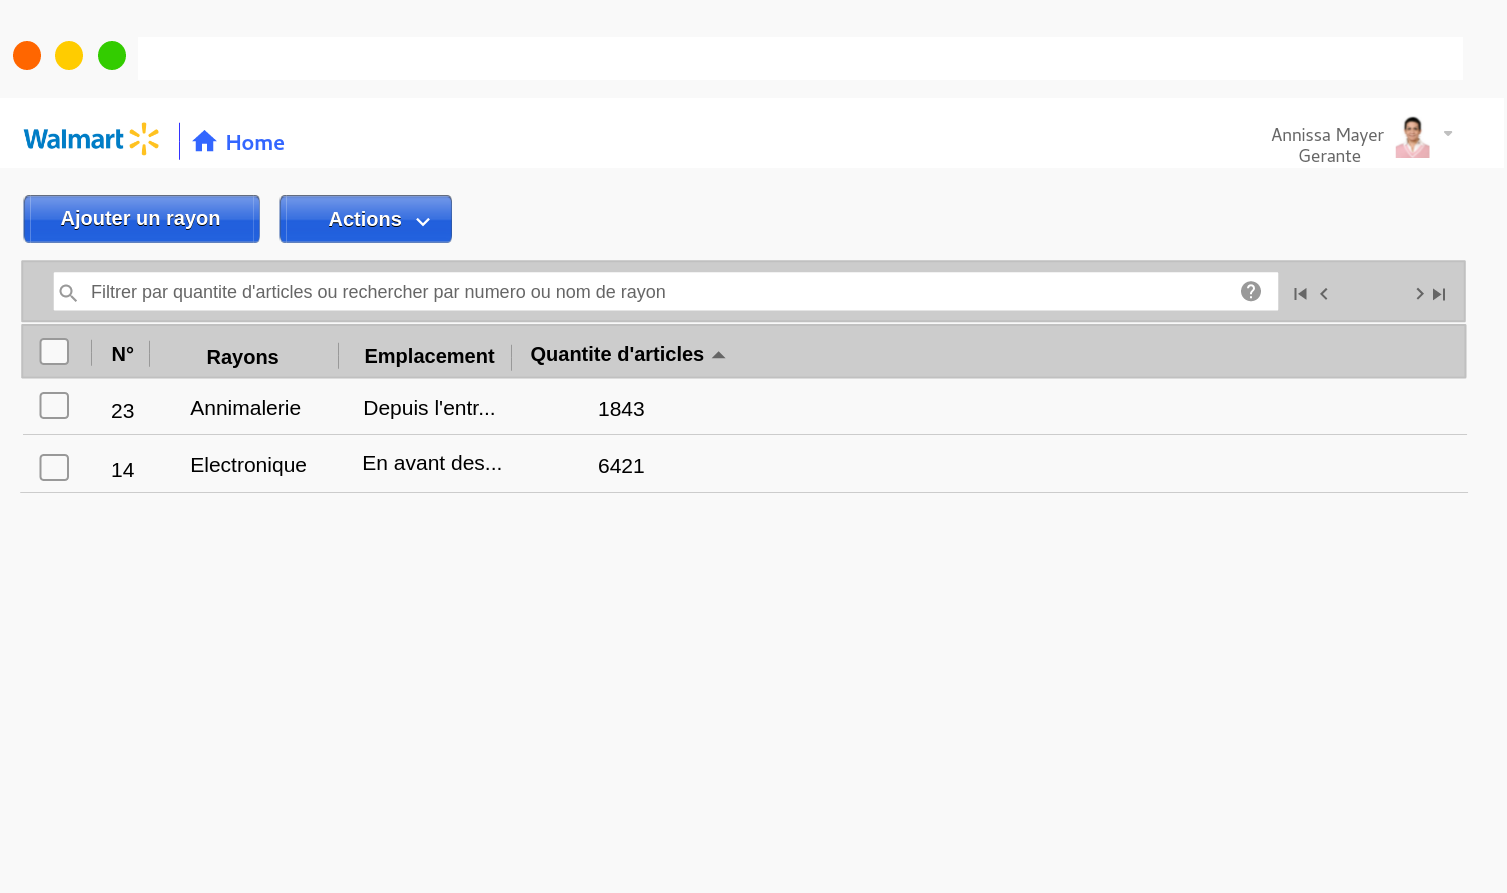 Walmart
Home
Annissa Mayer
Gerante
Ajouter un rayon
Actions
Filtrer par quantite d'articles ou rechercher par numero ou nom de rayon
N° Rayons Emplacement Quantite d'articles
23 Annimalerie Depuis l'entr... 1843
14 Electronique En avant des... 6421